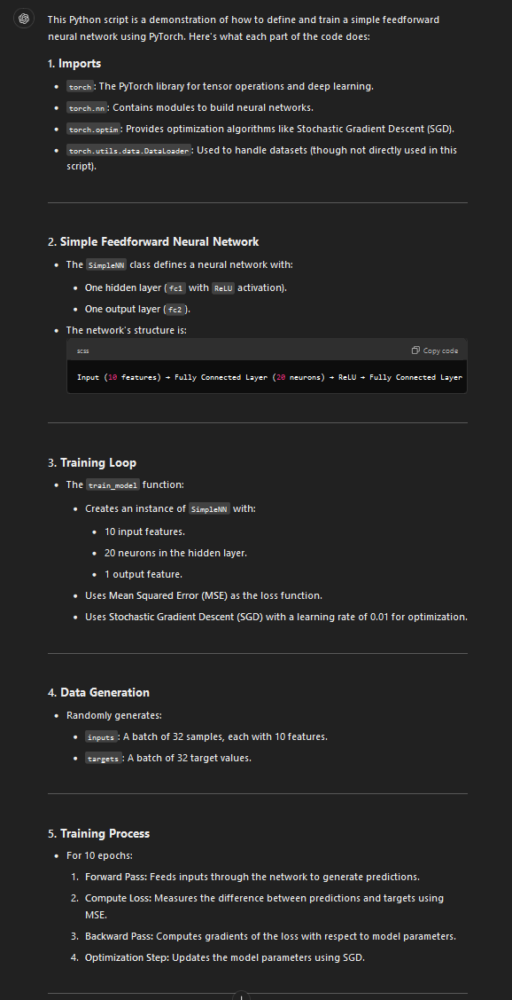 This Python script is a demonstration of how to define and train a simple feedforward
neural network using PyTorch. Here's what each part of the code does:
1. Imports
torch: The PyTorch library for tensor operations and deep learning.
torch.nn: Contains modules to build neural networks.
torch.optim: Provides optimization algorithms like Stochastic Gradient Descent (SGD).
torch.utils.data.DataLoader: Used to handle datasets (though not directly used in this
script).
2. Simple Feedforward Neural Network
The SimpleNN class defines a neural network with:
One hidden layer (fc1 with ReLU activation).
One output layer (fc2).
The network's structure is:
scss
Copy code
Input (10 features) → Fully Connected Layer (20 neurons) → ReLU → Fully Connected Layer
3. Training Loop
The train_model function:
Creates an instance of SimpleNN with:
10 input features.
20 neurons in the hidden layer.
1 output feature.
Uses Mean Squared Error (MSE) as the loss function.
Uses Stochastic Gradient Descent (SGD) with a learning rate of 0.01 for optimization.
4. Data Generation
Randomly generates:
inputs: A batch of 32 samples, each with 10 features.
targets: A batch of 32 target values.
5. Training Process
For 10 epochs:
1. Forward Pass: Feeds inputs through the network to generate predictions.
2. Compute Loss: Measures the difference between predictions and targets using
MSE.
3. Backward Pass: Computes gradients of the loss with respect to model parameters.
4. Optimization Step: Updates the model parameters using SGD.